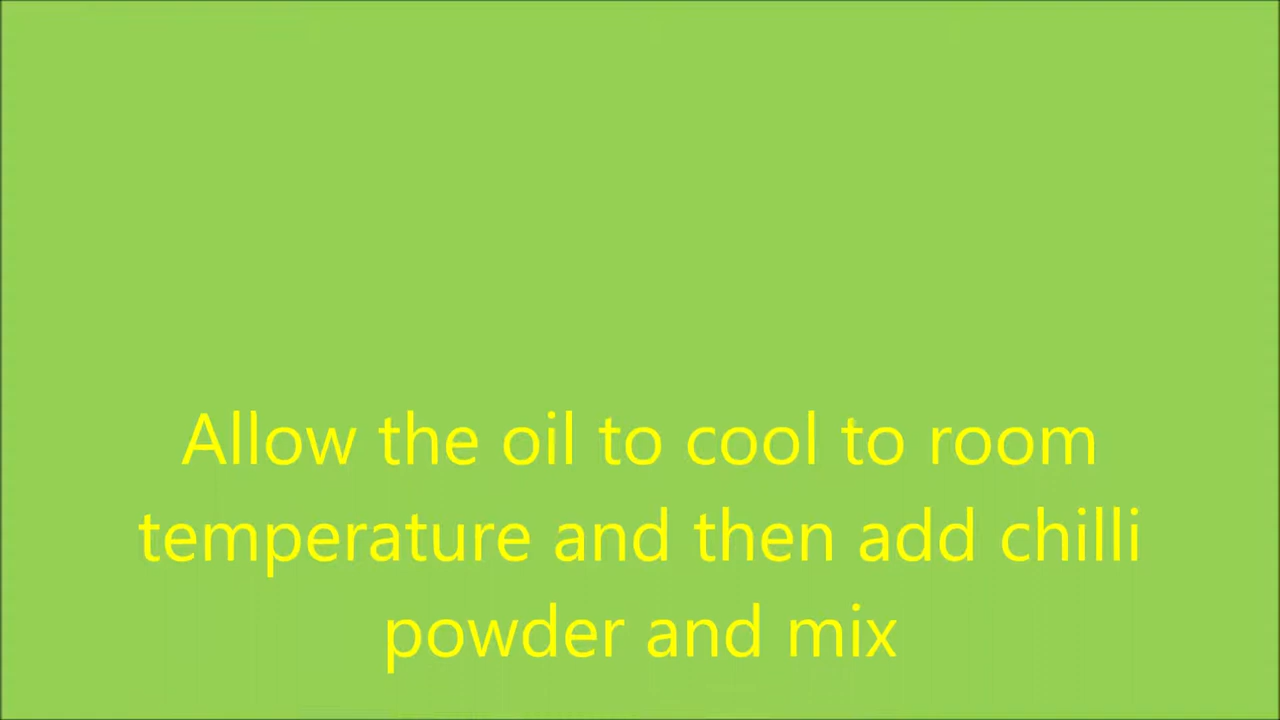 Allow the oil to cool to room
temperature and then add chilli
powder and mix